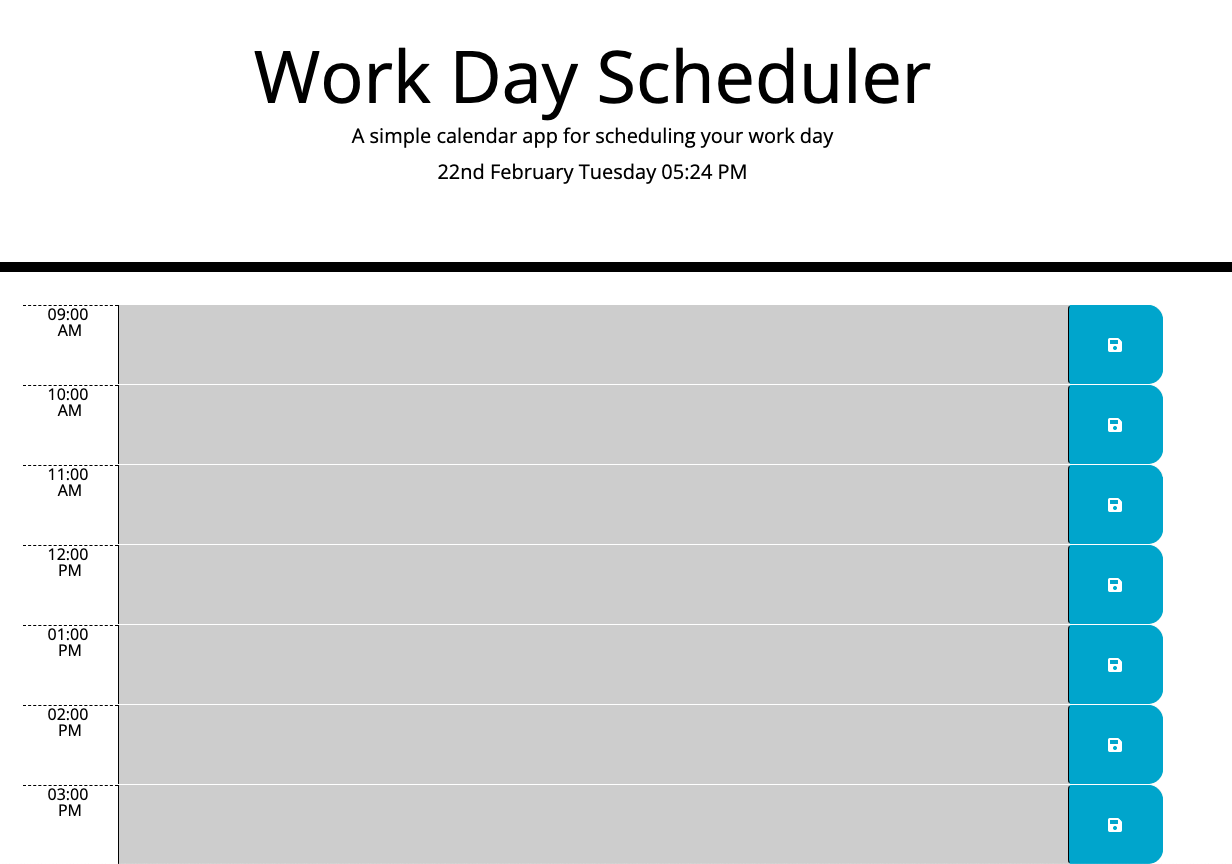 Work Day Scheduler
A simple calendar app for scheduling your work day
22nd February Tuesday 05:24 PM
09:00
AM
10:00
AM
11:00
AM
12:00
PM
01:00
PM
02:00
PM
03:00
PM